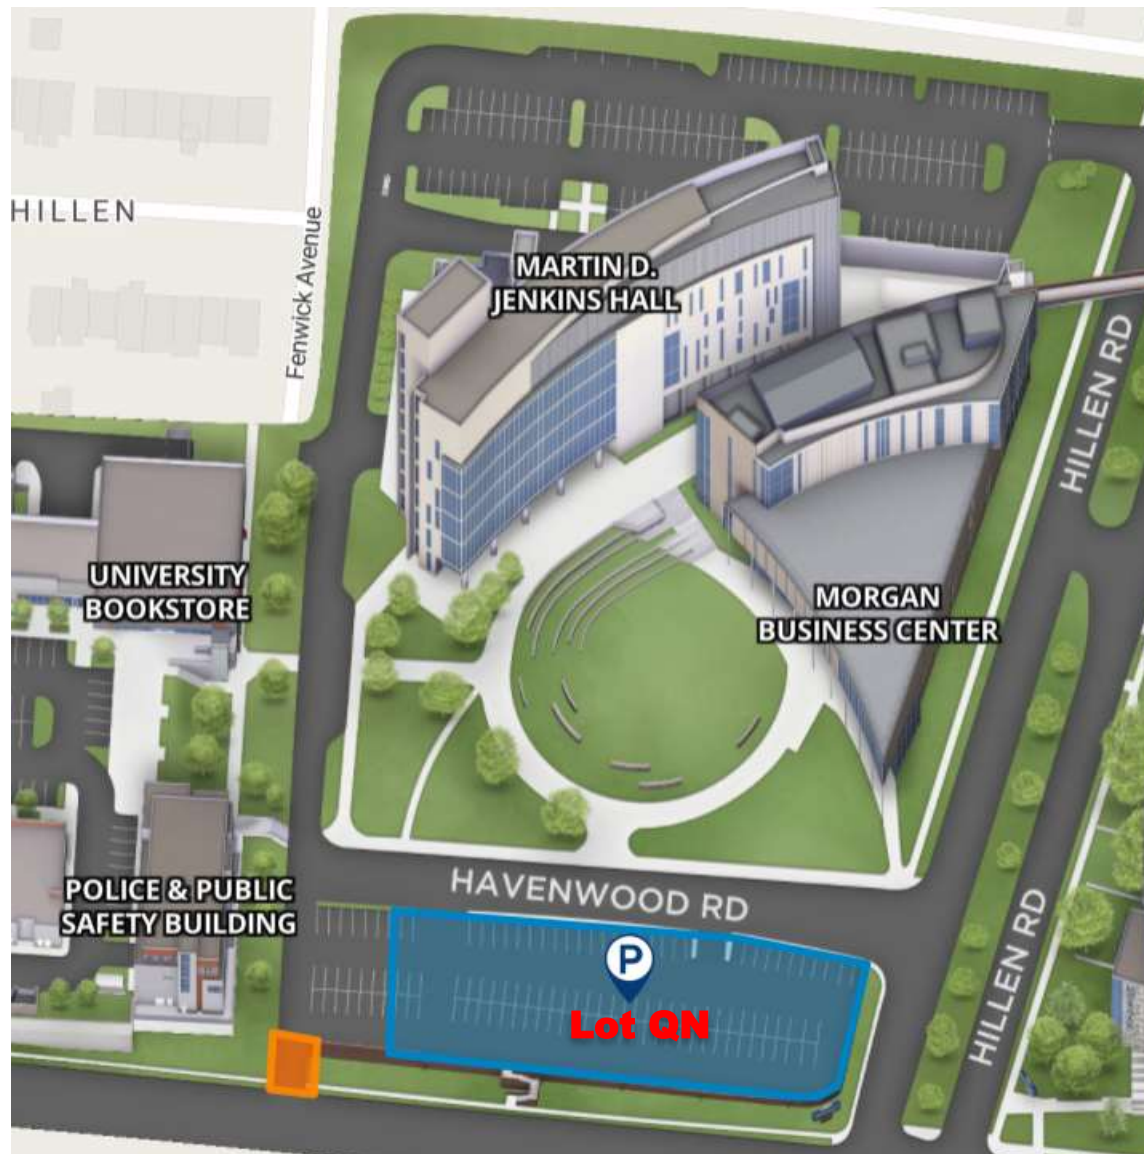 HILLEN
Fenwick Avenue
MARTIN D.
JENKINS HALL
HILLEN RD
UNIVERSITY
BOOKSTORE
MORGAN
BUSINESS CENTER
POLICE & PUBLIC
SAFETY BUILDING
HAVENWOOD RD
P
Lot QN
HILLEN RD